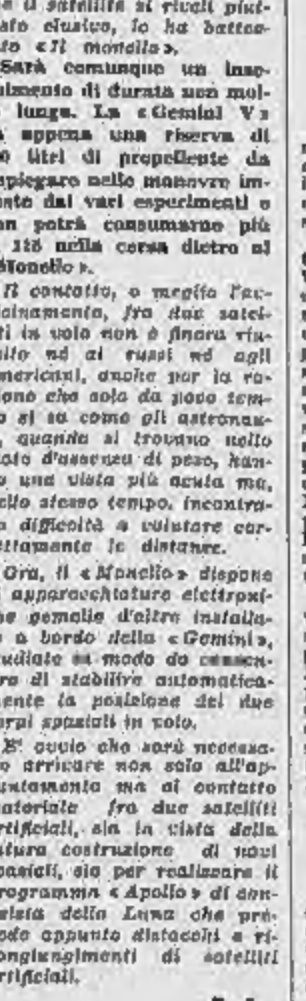 il satellite si riveli piut-
elusivo, lo ha battez-
«Il monello».
Sarà comunque un inse-
guimento di durata non mol-
lunga. La «Gemini V»
appena una riserva di
litri di propellente da
impiegare nelle manovre im-
dai vari esperimenti e
potrà consumarne più
115 nella corsa dietro al
Monello».
Il contatto, o meglio l'av-
vicinamento, fra due satel-
in volo non è finora riu-
né ai russi né agli
americani, anche per la ra-
che solo da poco tem-
si sa come gli astronau-
quando si trovano nello
d'assenza di peso, han-
una vista più acuta ma,
stesso tempo, incontra-
difficoltà a valutare cor-
rettamente le distanze.
Ora, il «Monello» dispone
apparecchiature elettroni-
gemelle d'altre installa-
a bordo della «Gemini»,
studiate in modo da consen-
di stabilire automatica-
mente la posizione dei due
corpi spaziali in volo.
E' ovvio che sarà necessa-
arrivare non solo all'ap-
puntamento ma al contatto
materiale fra due satelliti
artificiali, sia in vista della
futura costruzione di navi
spaziali, sia per realizzare il
programma «Apollo» di con-
quista della Luna che pre-
appunto distacchi e ri-
congiungimenti di satelliti
artificiali.